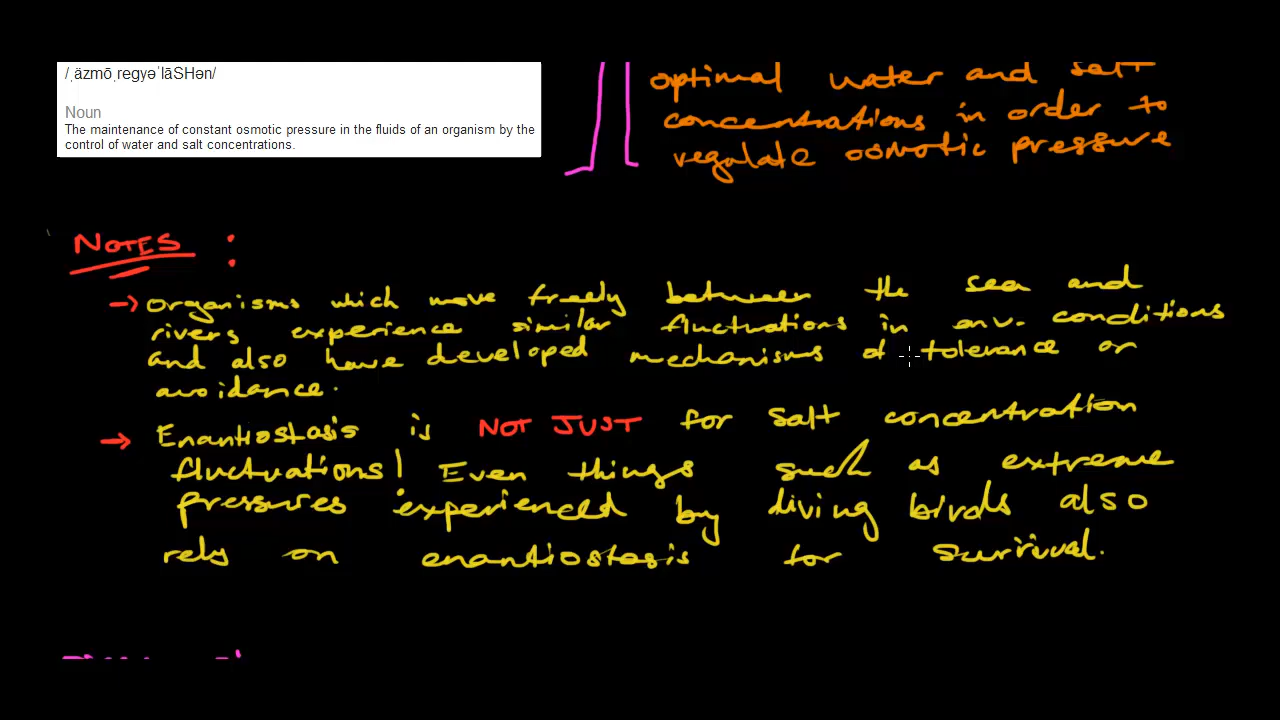 /ˌäzmōˌregyəˈlāSHən/
Noun
The maintenance of constant osmotic pressure in the fluids of an organism by the
control of water and salt concentrations.
optimal water and salt
concentrations in order to
regulate osmotic pressure
NOTES :
→ organisms which move freely between the sea and
rivers experience similar fluctuations in env. conditions
and also have developed mechanisms of tolerance or
avoidance.
→ Enantiostasis is NOT JUST for salt concentration
fluctuations! Even things such as extreme
pressures experienced by diving birds also
rely on enantiostasis for survival.